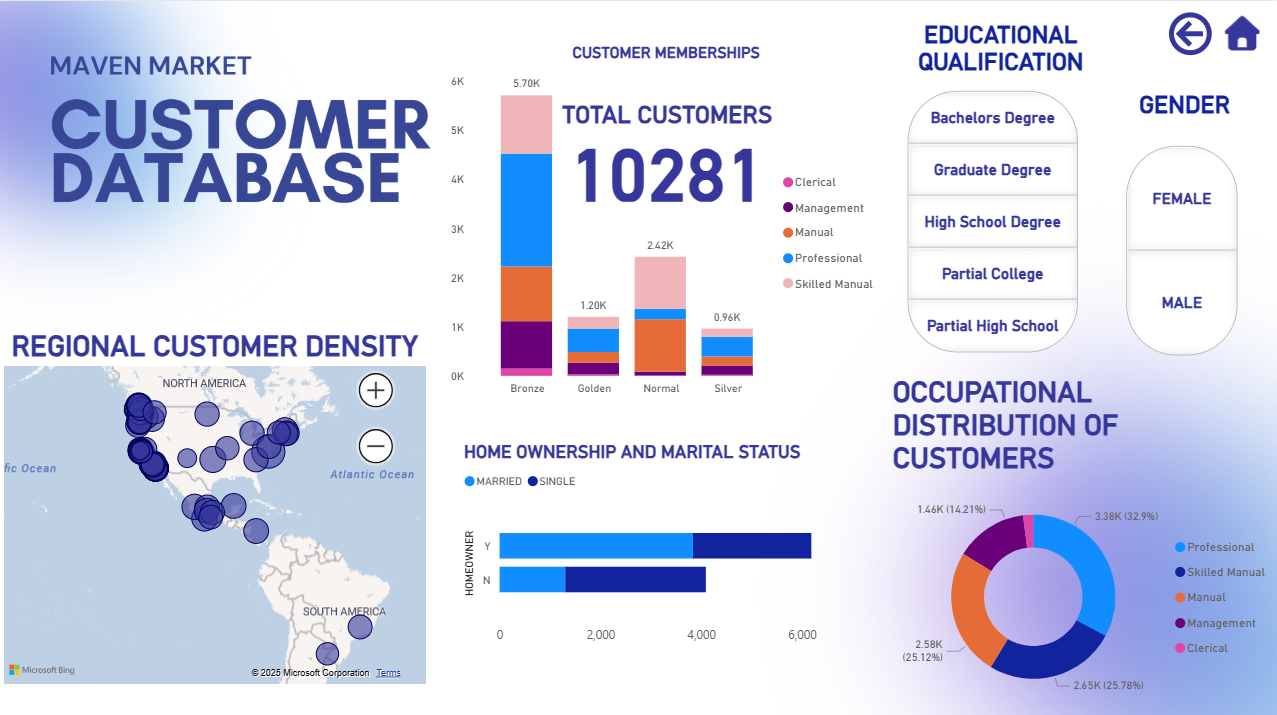 MAVEN MARKET
CUSTOMER
DATABASE
CUSTOMER MEMBERSHIPS
6K
5K
4K
3K
2K
1K
0K
5.70K
1.20K
2.42K
0.96K
Bronze
Golden
Normal
Silver
TOTAL CUSTOMERS
10281
Clerical
Management
Manual
Professional
Skilled Manual
EDUCATIONAL
QUALIFICATION
Bachelors Degree
Graduate Degree
High School Degree
Partial College
Partial High School
GENDER
FEMALE
MALE
REGIONAL CUSTOMER DENSITY
NORTH AMERICA
fic Ocean
Atlantic Ocean
SOUTH AMERICA
Microsoft Bing
© 2025 Microsoft Corporation Terms
HOME OWNERSHIP AND MARITAL STATUS
MARRIED SINGLE
HOMEOWNER
Y
N
0
2,000
4,000
6,000
OCCUPATIONAL
DISTRIBUTION OF
CUSTOMERS
1.46K (14.21%)
3.38K (32.9%)
2.58K
(25.12%)
2.65K (25.78%)
Professional
Skilled Manual
Manual
Management
Clerical